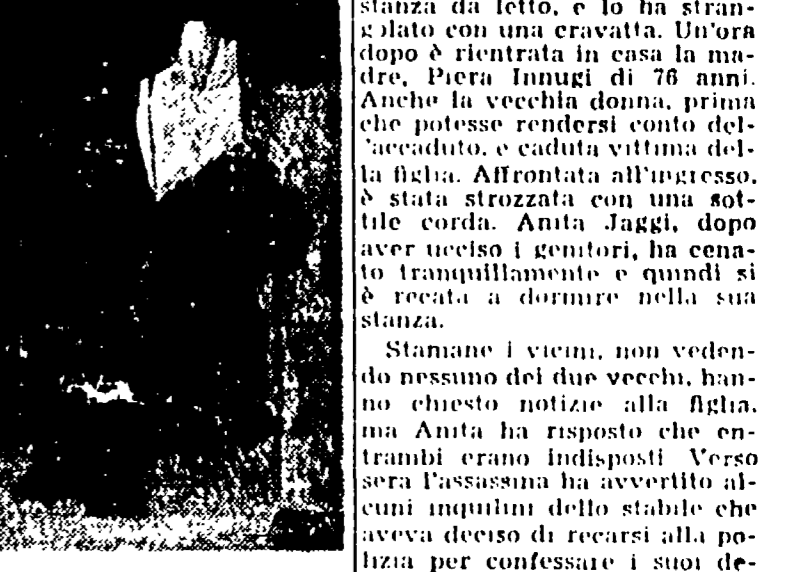 stanza da letto, e lo ha stran-
golato con una cravatta. Un'ora
dopo è rientrata in casa la ma-
dre, Piera Innugi di 76 anni.
Anche la vecchia donna, prima
che potesse rendersi conto del-
'accaduto, e caduta vittima del-
la figlia. Affrontata all'ingresso,
è stata strozzata con una sot-
tile corda. Anita Jaggi, dopo
aver ucciso i genitori, ha cena-
to tranquillamente e quindi si
è recata a dormire nella sua
stanza.
Stamane i vicini, non veden-
do nessuno dei due vecchi, han-
no chiesto notizie alla figlia,
ma Anita ha risposto che en-
trambi erano indisposti Verso
sera l'assassina ha avvertito al-
cuni inquilini dello stabile che
aveva deciso di recarsi alla po-
lizia per confessare i suoi de-